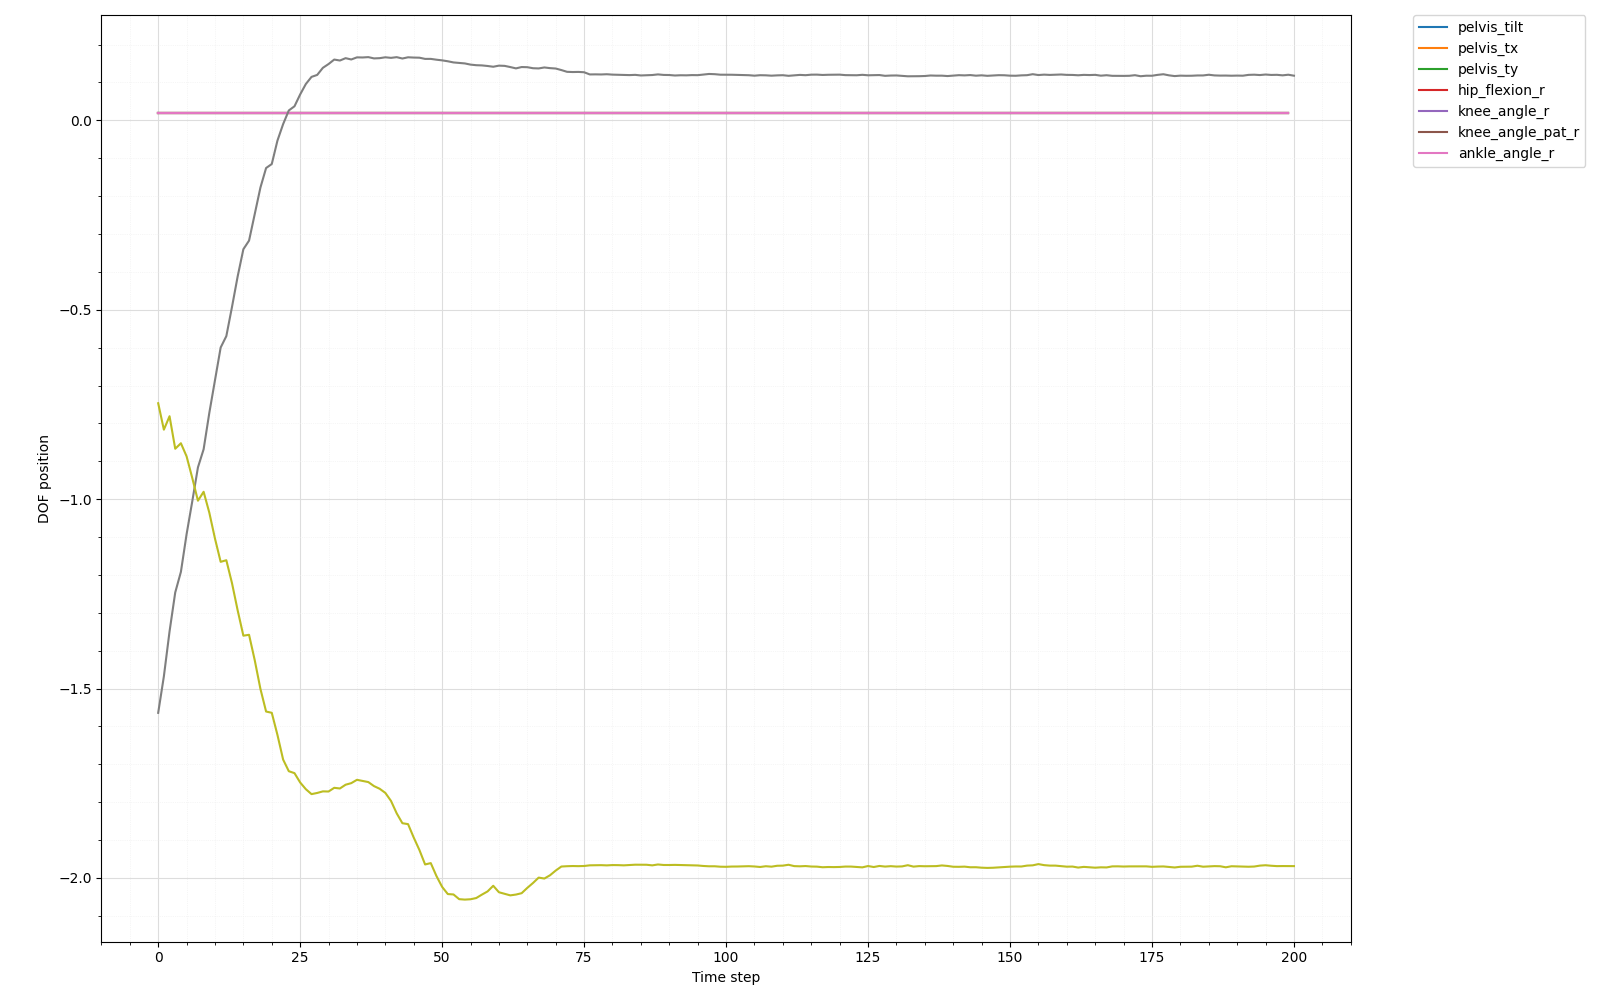 pelvis_tilt
pelvis_tx
pelvis_ty
hip_flexion_r
knee_angle_r
knee_angle_pat_r
ankle_angle_r
0.0
−0.5
−1.0
−1.5
−2.0
DOF position
0 25 50 75 100 125 150 175 200
Time step